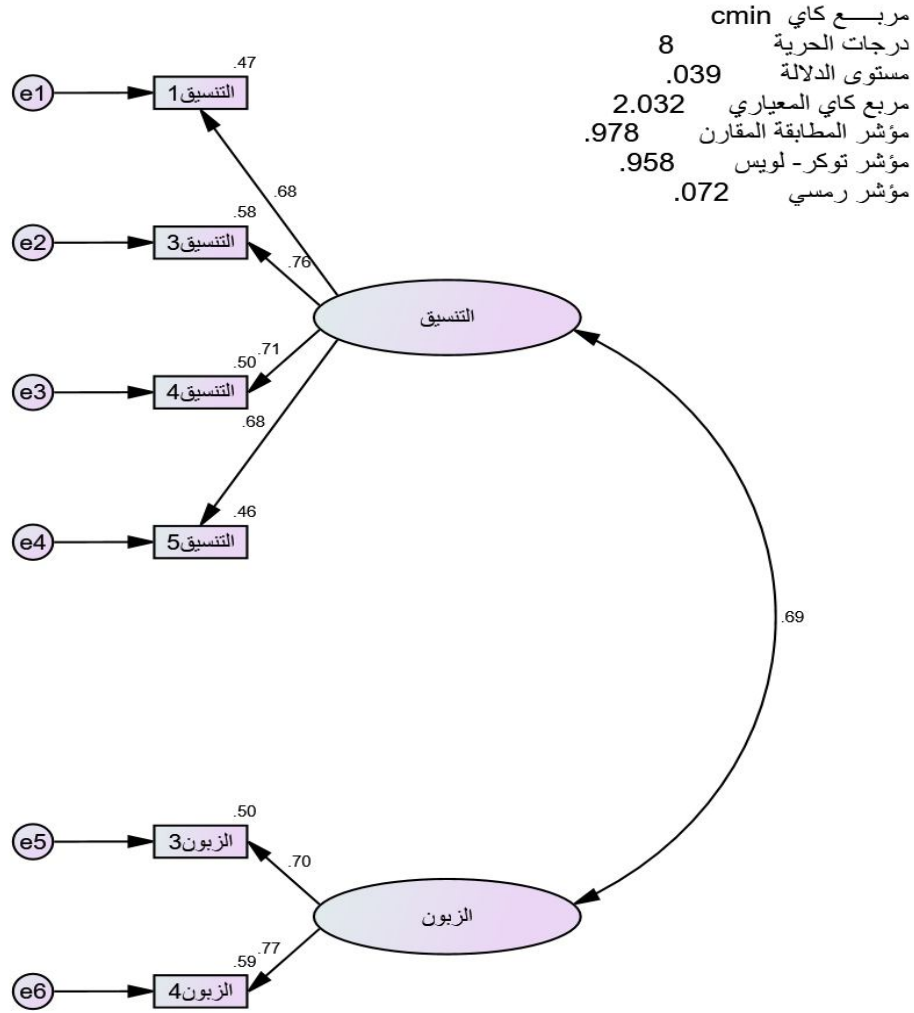 مربـــــع كاي cmin
درجات الحرية 8
مستوى الدلالة .039
مربع كاي المعياري 2.032
مؤشر المطابقة المقارن .978
مؤشر توكر- لويس .958
مؤشر رمسي .072
.47
e1
التنسيق1
.68
.58
e2
التنسيق3
.76
التنسيق
.71
.50
e3
التنسيق4
.68
.46
e4
التنسيق5
.69
.50
e5
الزبون3
.70
الزبون
.77
.59
e6
الزبون4